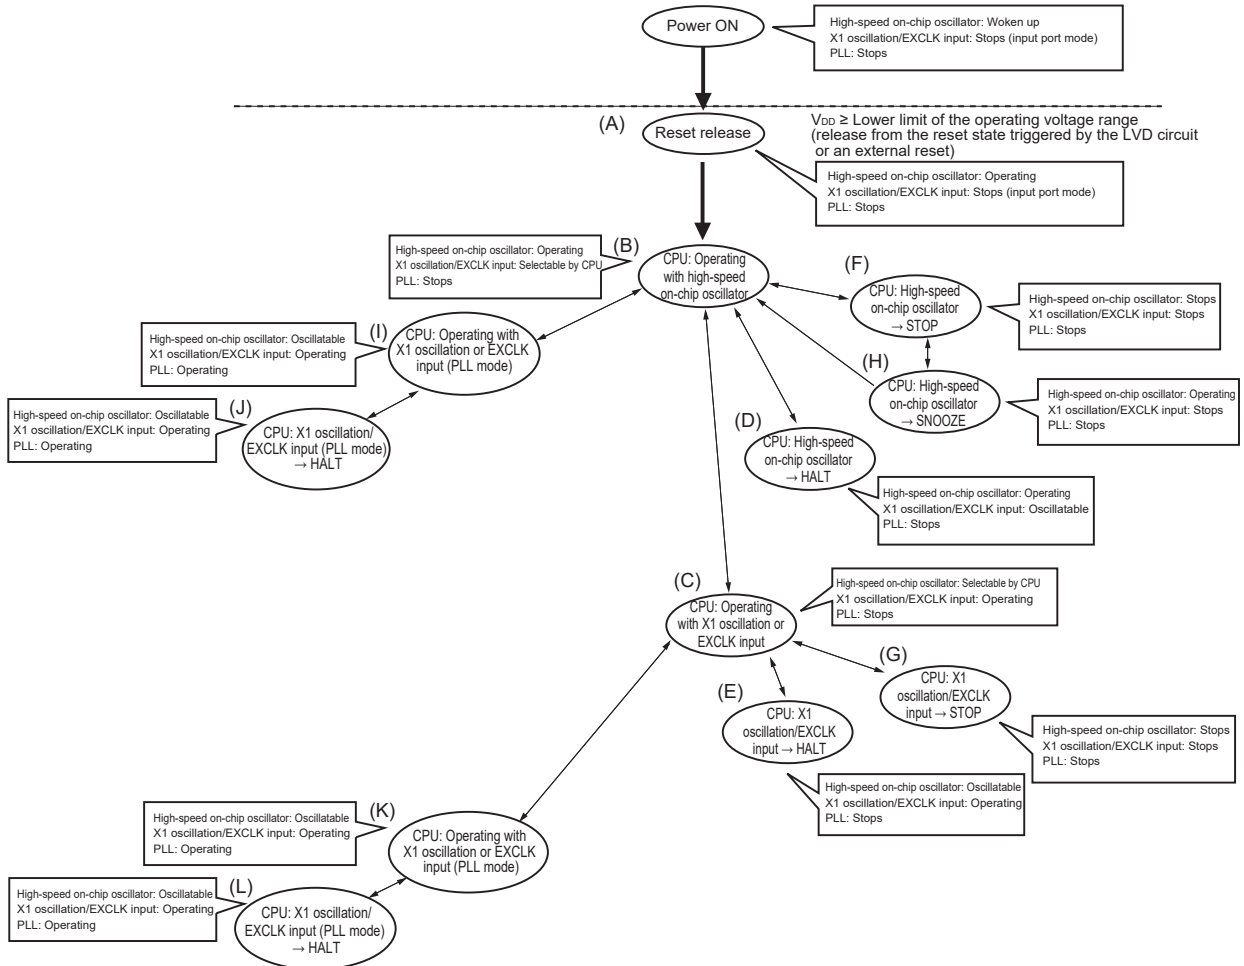 Power ON
High-speed on-chip oscillator: Woken up
X1 oscillation/EXCLK input: Stops (input port mode)
PLL: Stops
(A)
Reset release
VDD ≥ Lower limit of the operating voltage range
(release from the reset state triggered by the LVD circuit
or an external reset)
High-speed on-chip oscillator: Operating
X1 oscillation/EXCLK input: Stops (input port mode)
PLL: Stops
(B)
CPU: Operating
with high-speed
on-chip oscillator
High-speed on-chip oscillator: Operating
X1 oscillation/EXCLK input: Selectable by CPU
PLL: Stops
(F)
CPU: High-speed
on-chip oscillator
→ STOP
High-speed on-chip oscillator: Stops
X1 oscillation/EXCLK input: Stops
PLL: Stops
(I)
CPU: Operating with
X1 oscillation or EXCLK
input (PLL mode)
High-speed on-chip oscillator: Oscillatable
X1 oscillation/EXCLK input: Operating
PLL: Operating
(H)
CPU: High-speed
on-chip oscillator
→ SNOOZE
High-speed on-chip oscillator: Operating
X1 oscillation/EXCLK input: Stops
PLL: Stops
(J)
CPU: X1 oscillation/
EXCLK input (PLL mode)
→ HALT
High-speed on-chip oscillator: Oscillatable
X1 oscillation/EXCLK input: Operating
PLL: Operating
(D)
CPU: High-speed
on-chip oscillator
→ HALT
High-speed on-chip oscillator: Operating
X1 oscillation/EXCLK input: Oscillatable
PLL: Stops
(C)
CPU: Operating
with X1 oscillation or
EXCLK input
High-speed on-chip oscillator: Selectable by CPU
X1 oscillation/EXCLK input: Operating
PLL: Stops
(G)
CPU: X1
oscillation/EXCLK
input → STOP
High-speed on-chip oscillator: Stops
X1 oscillation/EXCLK input: Stops
PLL: Stops
(E)
CPU: X1
oscillation/EXCLK
input → HALT
High-speed on-chip oscillator: Oscillatable
X1 oscillation/EXCLK input: Operating
PLL: Stops
(K)
CPU: Operating with
X1 oscillation or EXCLK
input (PLL mode)
High-speed on-chip oscillator: Oscillatable
X1 oscillation/EXCLK input: Operating
PLL: Operating
(L)
CPU: X1 oscillation/
EXCLK input (PLL mode)
→ HALT
High-speed on-chip oscillator: Oscillatable
X1 oscillation/EXCLK input: Operating
PLL: Operating